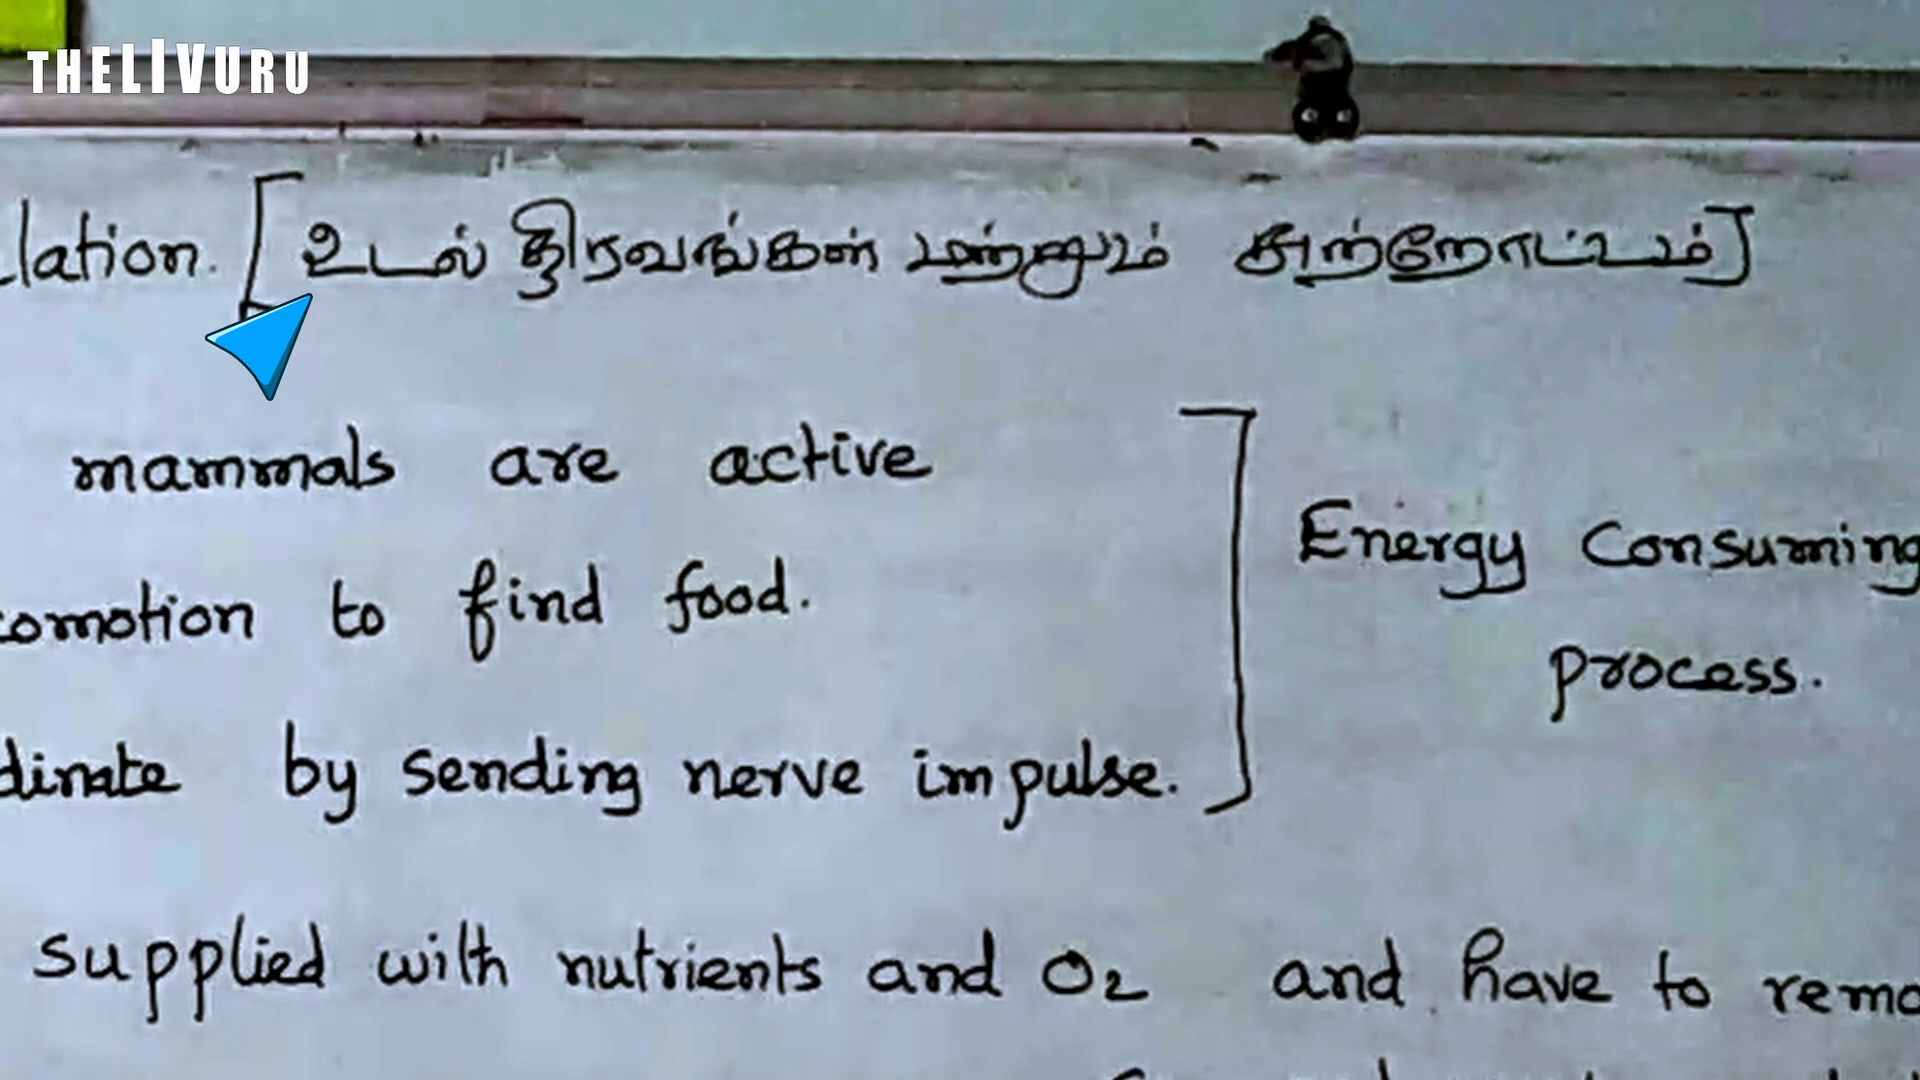 THELIVURU
lation. [உடல் திரவங்கள் மற்றும் சுற்றோட்டம்]
mammals are active
comotion to find food.
Energy Consuming
process.
dinate by sending nerve impulse.
supplied with nutrients and O2 and have to remo